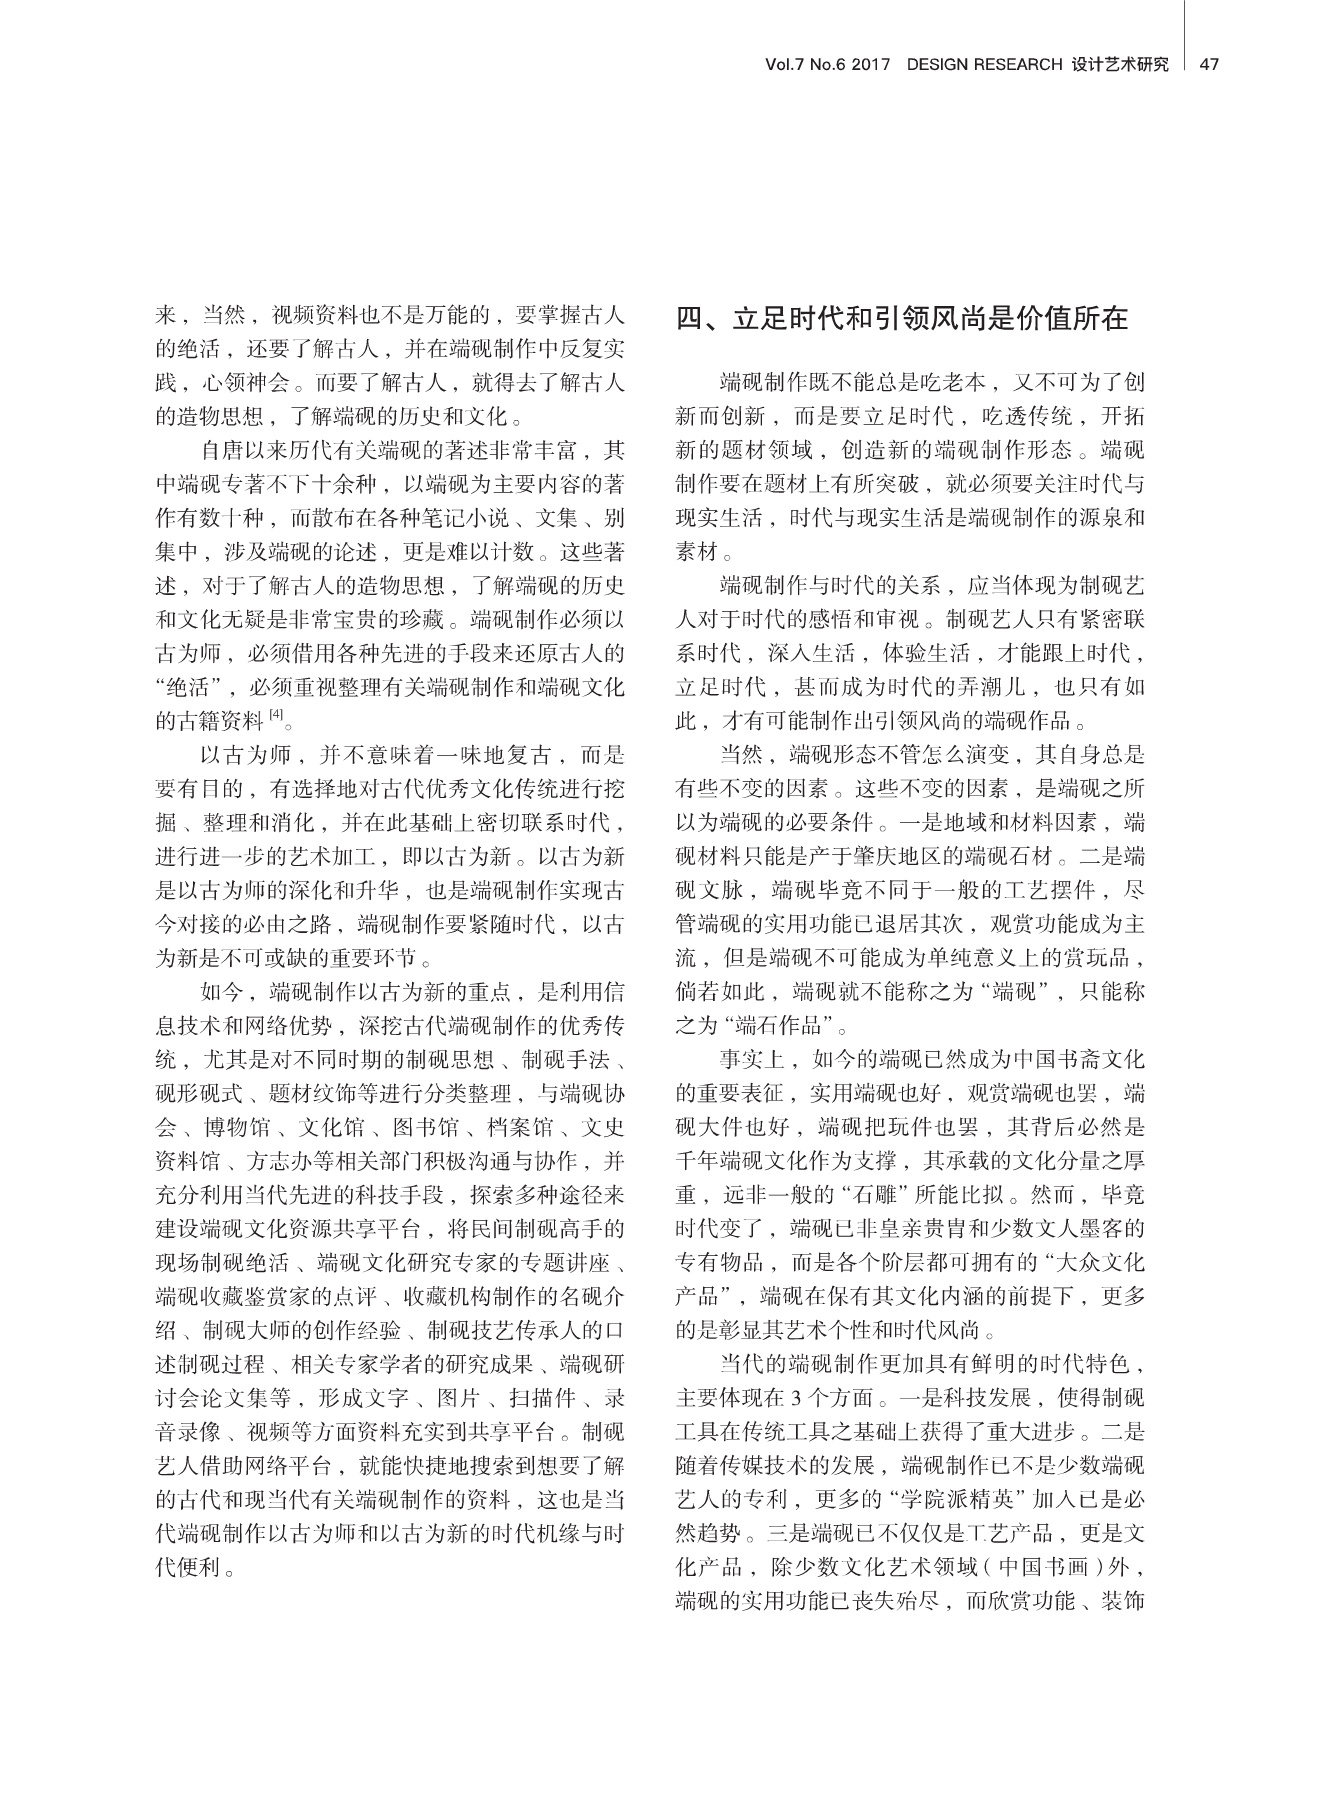 Vol.7 No.6 2017 DESIGN RESEARCH 设计艺术研究 47
来，当然，视频资料也不是万能的，要掌握古人
的绝活，还要了解古人，并在端砚制作中反复实
践，心领神会。而要了解古人，就得去了解古人
的造物思想，了解端砚的历史和文化。
自唐以来历代有关端砚的著述非常丰富，其
中端砚专著不下十余种，以端砚为主要内容的著
作有数十种，而散布在各种笔记小说、文集、别
集中，涉及端砚的论述，更是难以计数。这些著
述，对于了解古人的造物思想，了解端砚的历史
和文化无疑是非常宝贵的珍藏。端砚制作必须以
古为师，必须借用各种先进的手段来还原古人的
“绝活”，必须重视整理有关端砚制作和端砚文化
的古籍资料[4]。
以古为师，并不意味着一味地复古，而是
要有目的，有选择地对古代优秀文化传统进行挖
掘、整理和消化，并在此基础上密切联系时代，
进行进一步的艺术加工，即以古为新。以古为新
是以古为师的深化和升华，也是端砚制作实现古
今对接的必由之路，端砚制作要紧随时代，以古
为新是不可或缺的重要环节。
如今，端砚制作以古为新的重点，是利用信
息技术和网络优势，深挖古代端砚制作的优秀传
统，尤其是对不同时期的制砚思想、制砚手法、
砚形砚式、题材纹饰等进行分类整理，与端砚协
会、博物馆、文化馆、图书馆、档案馆、文史
资料馆、方志办等相关部门积极沟通与协作，并
充分利用当代先进的科技手段，探索多种途径来
建设端砚文化资源共享平台，将民间制砚高手的
现场制砚绝活、端砚文化研究专家的专题讲座、
端砚收藏鉴赏家的点评、收藏机构制作的名砚介
绍、制砚大师的创作经验、制砚技艺传承人的口
述制砚过程、相关专家学者的研究成果、端砚研
讨会论文集等，形成文字、图片、扫描件、录
音录像、视频等方面资料充实到共享平台。制砚
艺人借助网络平台，就能快捷地搜索到想要了解
的古代和现当代有关端砚制作的资料，这也是当
代端砚制作以古为师和以古为新的时代机缘与时
代便利。
四、立足时代和引领风尚是价值所在
端砚制作既不能总是吃老本，又不可为了创
新而创新，而是要立足时代，吃透传统，开拓
新的题材领域，创造新的端砚制作形态。端砚
制作要在题材上有所突破，就必须要关注时代与
现实生活，时代与现实生活是端砚制作的源泉和
素材。
端砚制作与时代的关系，应当体现为制砚艺
人对于时代的感悟和审视。制砚艺人只有紧密联
系时代，深入生活，体验生活，才能跟上时代，
立足时代，甚而成为时代的弄潮儿，也只有如
此，才有可能制作出引领风尚的端砚作品。
当然，端砚形态不管怎么演变，其自身总是
有些不变的因素。这些不变的因素，是端砚之所
以为端砚的必要条件。一是地域和材料因素，端
砚材料只能是产于肇庆地区的端砚石材。二是端
砚文脉，端砚毕竟不同于一般的工艺摆件，尽
管端砚的实用功能已退居其次，观赏功能成为主
流，但是端砚不可能成为单纯意义上的赏玩品，
倘若如此，端砚就不能称之为“端砚”，只能称
之为“端石作品”。
事实上，如今的端砚已然成为中国书斋文化
的重要表征，实用端砚也好，观赏端砚也罢，端
砚大件也好，端砚把玩件也罢，其背后必然是
千年端砚文化作为支撑，其承载的文化分量之厚
重，远非一般的“石雕”所能比拟。然而，毕竟
时代变了，端砚已非皇亲贵胄和少数文人墨客的
专有物品，而是各个阶层都可拥有的“大众文化
产品”，端砚在保有其文化内涵的前提下，更多
的是彰显其艺术个性和时代风尚。
当代的端砚制作更加具有鲜明的时代特色，
主要体现在 3 个方面。一是科技发展，使得制砚
工具在传统工具之基础上获得了重大进步。二是
随着传媒技术的发展，端砚制作已不是少数端砚
艺人的专利，更多的“学院派精英”加入已是必
然趋势。三是端砚已不仅仅是工艺产品，更是文
化产品，除少数文化艺术领域（中国书画）外，
端砚的实用功能已丧失殆尽，而欣赏功能、装饰